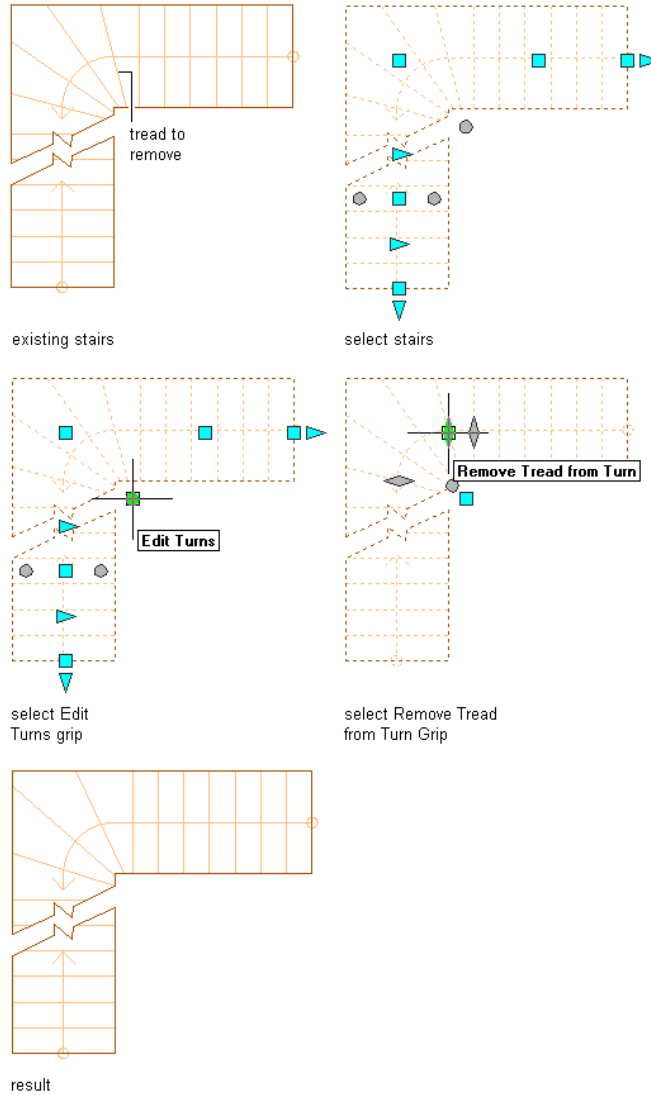 tread to
remove
existing stairs
select stairs
Edit Turns
Remove Tread from Turn
select Edit
Turns grip
select Remove Tread
from Turn Grip
result